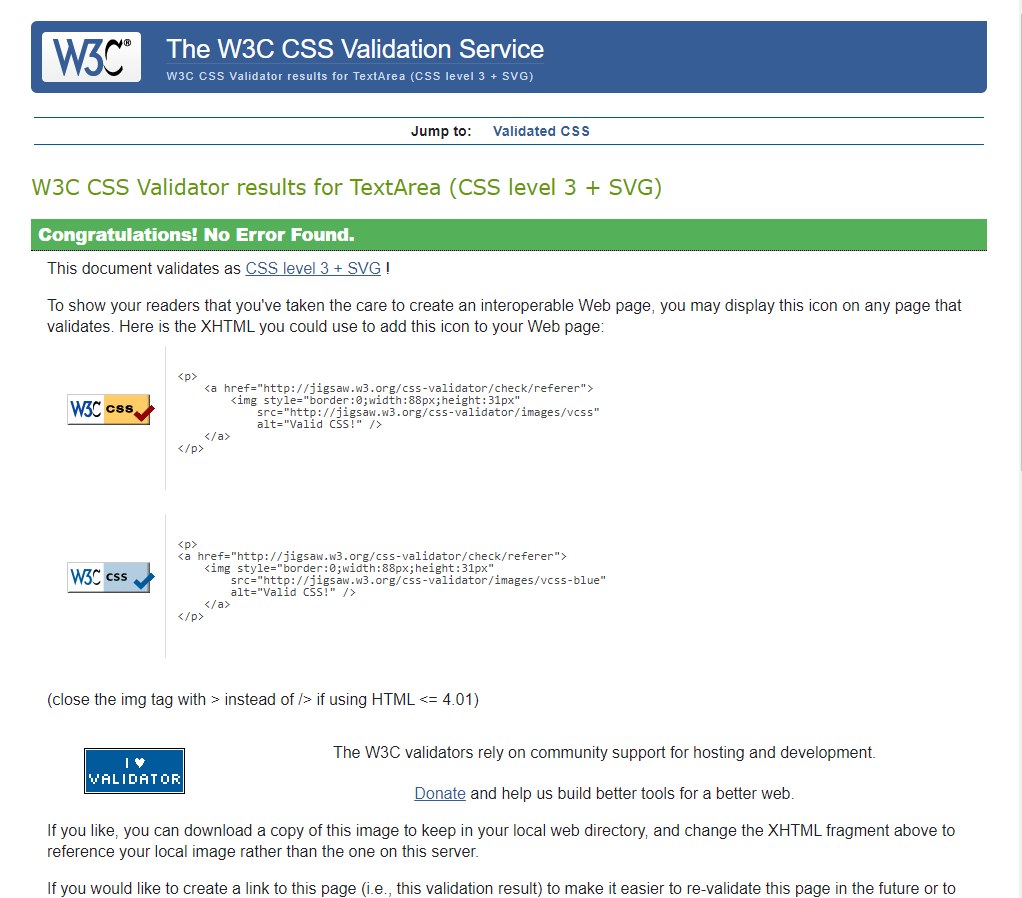 W3C®
The W3C CSS Validation Service
W3C CSS Validator results for TextArea (CSS level 3 + SVG)
Jump to: Validated CSS
W3C CSS Validator results for TextArea (CSS level 3 + SVG)
Congratulations! No Error Found.
This document validates as CSS level 3 + SVG !
To show your readers that you've taken the care to create an interoperable Web page, you may display this icon on any page that
validates. Here is the XHTML you could use to add this icon to your Web page:
W3C css
<p>
<a href="http://jigsaw.w3.org/css-validator/check/referer">
<img style="border:0;width:88px;height:31px"
src="http://jigsaw.w3.org/css-validator/images/vcss"
alt="Valid CSS!" />
</a>
</p>
W3C css
<p>
<a href="http://jigsaw.w3.org/css-validator/check/referer">
<img style="border:0;width:88px;height:31px"
src="http://jigsaw.w3.org/css-validator/images/vcss-blue"
alt="Valid CSS!" />
</a>
</p>
(close the img tag with > instead of /> if using HTML <= 4.01)
I ♥
VALIDATOR
The W3C validators rely on community support for hosting and development.
Donate and help us build better tools for a better web.
If you like, you can download a copy of this image to keep in your local web directory, and change the XHTML fragment above to
reference your local image rather than the one on this server.
If you would like to create a link to this page (i.e., this validation result) to make it easier to re-validate this page in the future or to